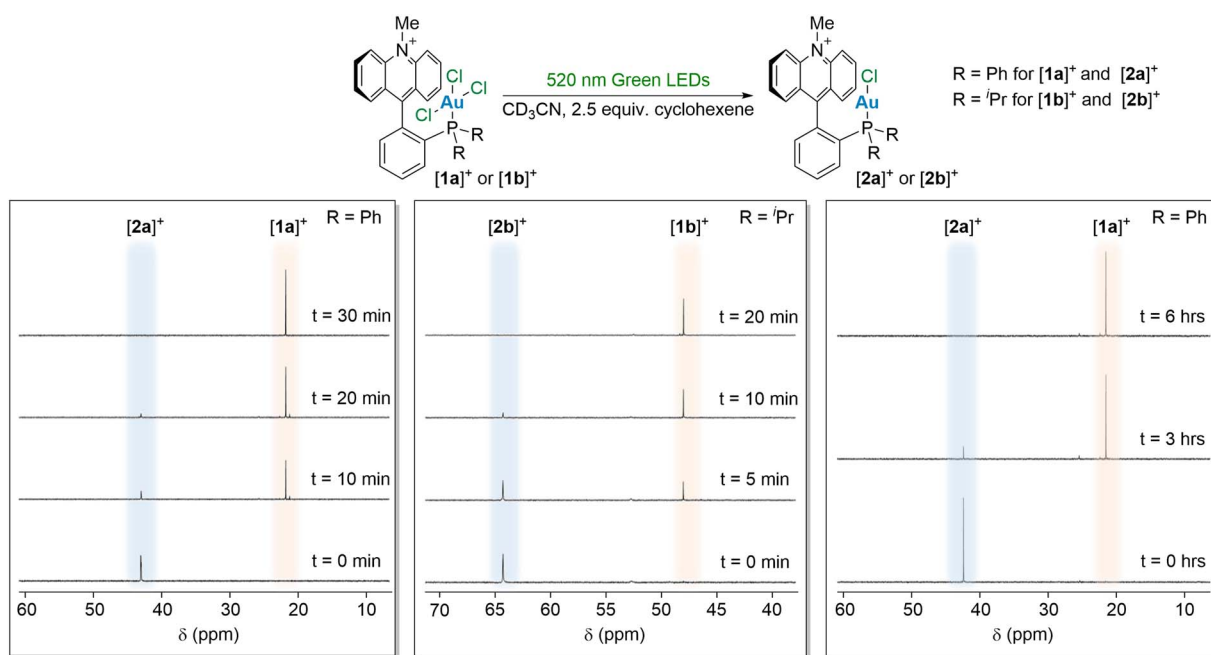 Me
N
+
Cl
Cl
Au
Cl
P
R
R
[1a]⁺ or [1b]⁺
520 nm Green LEDs
CD₃CN, 2.5 equiv. cyclohexene
Me
N
+
Cl
Au
P
R
R
[2a]⁺ or [2b]⁺
R = Ph for [1a]⁺ and [2a]⁺
R = ⁱPr for [1b]⁺ and [2b]⁺
[2a]⁺ [1a]⁺ R = Ph
t = 30 min
t = 20 min
t = 10 min
t = 0 min
60 50 40 30 20 10
δ (ppm)
[2b]⁺ [1b]⁺ R = ⁱPr
t = 20 min
t = 10 min
t = 5 min
t = 0 min
70 65 60 55 50 45 40
δ (ppm)
[2a]⁺ [1a]⁺ R = Ph
t = 6 hrs
t = 3 hrs
t = 0 hrs
60 50 40 30 20 10
δ (ppm)